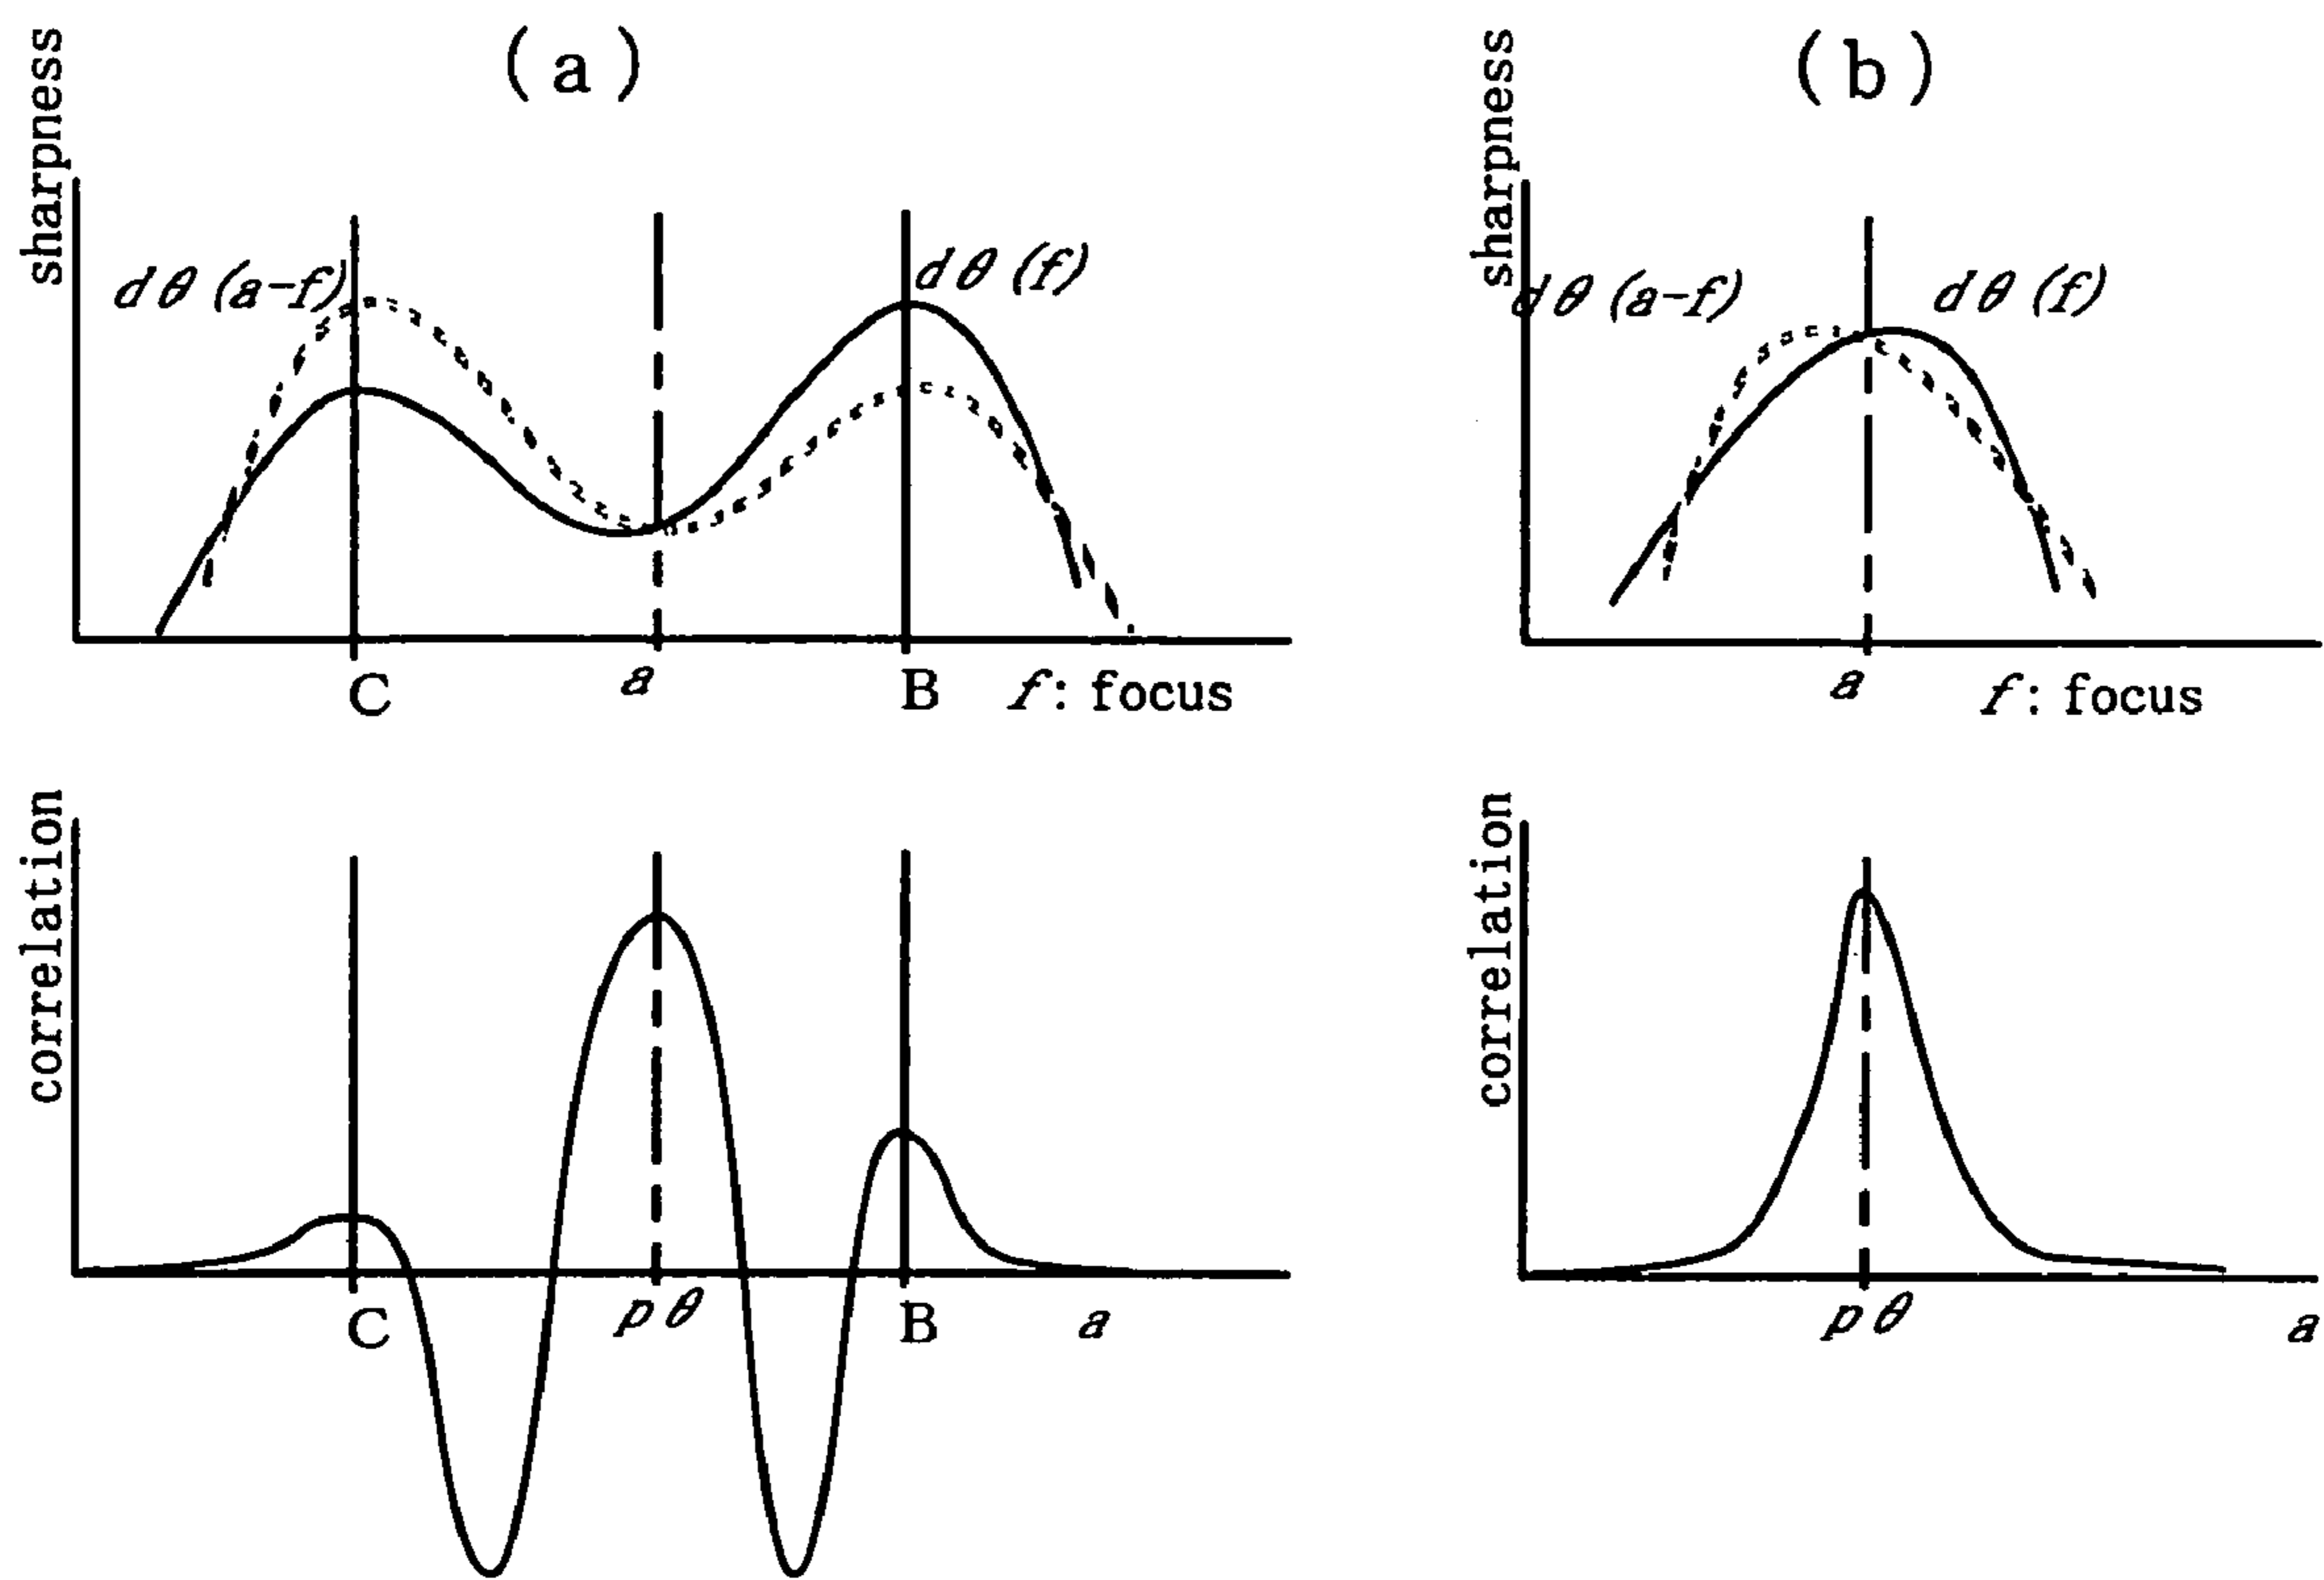 (a)
sharpness
dθ(a-f)
dθ(f)
C
a
B
f: focus
correlation
C
pθ
B
a
(b)
sharpness
dθ(a-f)
dθ(f)
a
f: focus
correlation
pθ
a